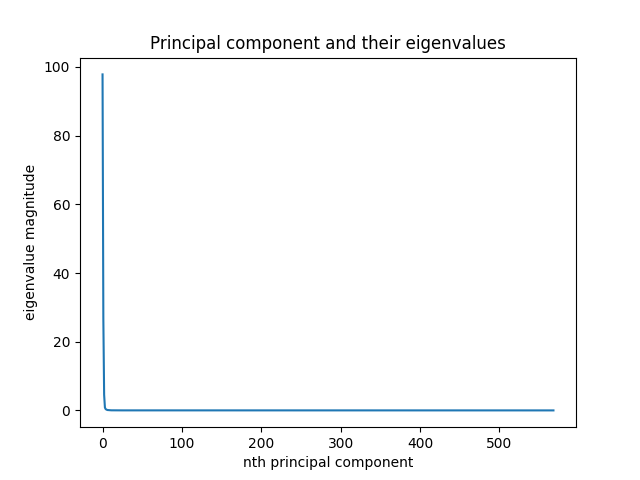 Principal component and their eigenvalues
100
80
60
40
20
0
eigenvalue magnitude
0 100 200 300 400 500
nth principal component